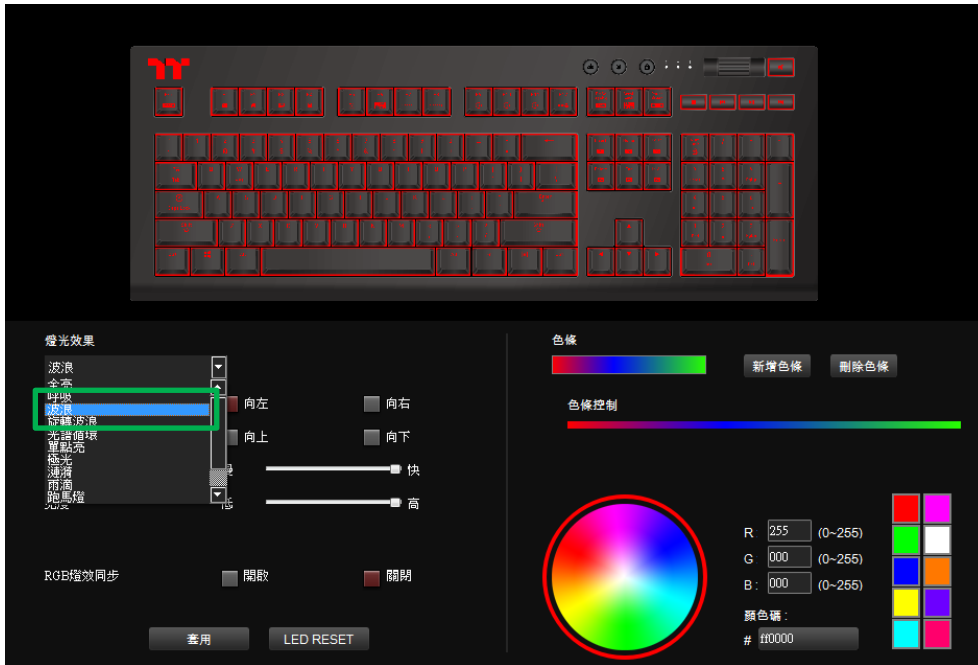 燈光效果
波浪
全亮
呼吸
波浪
旋轉波浪
光譜循環
單點亮
極光
漣漪
雨滴
跑馬燈
向左
向右
向上
向下
慢
快
亮度
低
高
RGB燈效同步
開啟
關閉
套用
LED RESET
色條
新增色條
刪除色條
色條控制
R
255
(0~255)
G
000
(0~255)
B:
000
(0~255)
顏色碼:
#
ff0000